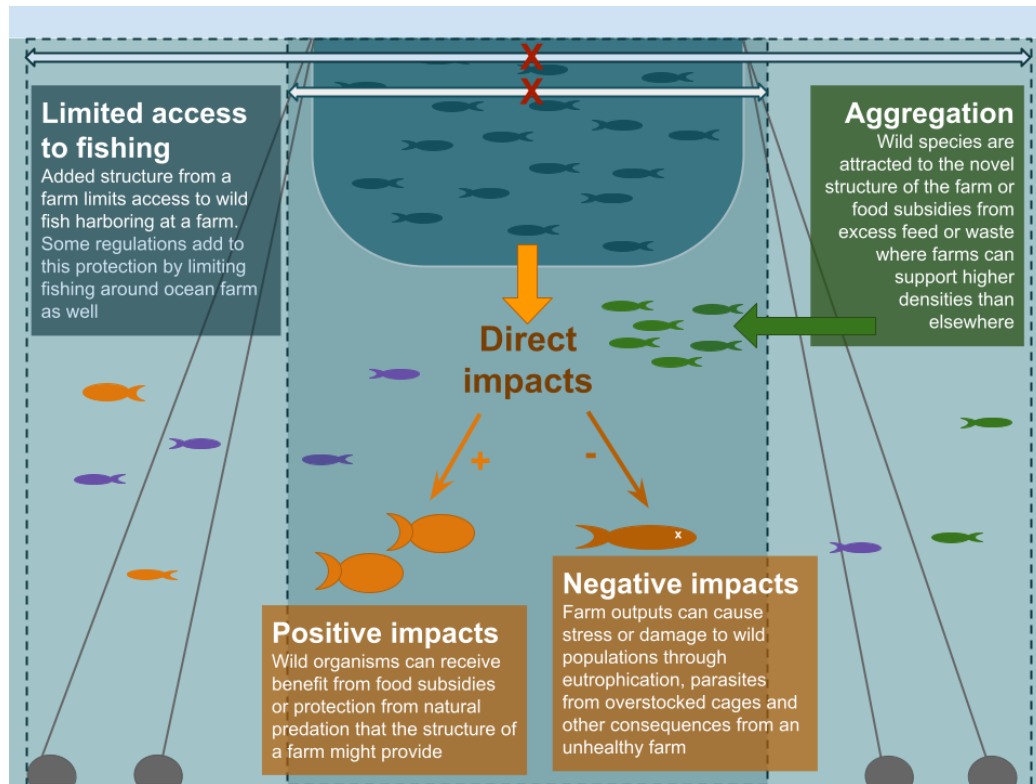 X
X
Limited access
to fishing
Added structure from a
farm limits access to wild
fish harboring at a farm.
Some regulations add to
this protection by limiting
fishing around ocean farm
as well
Aggregation
Wild species are
attracted to the novel
structure of the farm or
food subsidies from
excess feed or waste
where farms can
support higher
densities than
elsewhere
Direct
impacts
+
-
x
Positive impacts
Wild organisms can receive
benefit from food subsidies
or protection from natural
predation that the structure of
a farm might provide
Negative impacts
Farm outputs can cause
stress or damage to wild
populations through
eutrophication, parasites
from overstocked cages and
other consequences from an
unhealthy farm